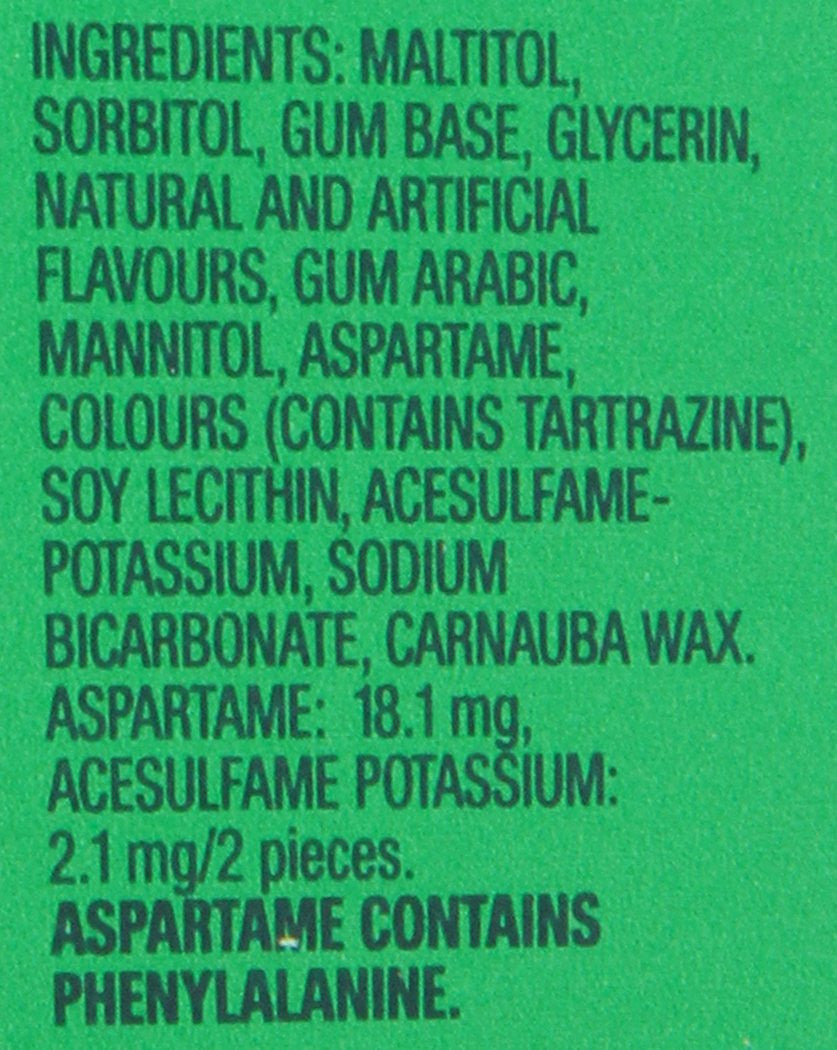 INGREDIENTS: MALTITOL,
SORBITOL, GUM BASE, GLYCERIN,
NATURAL AND ARTIFICIAL
FLAVOURS, GUM ARABIC,
MANNITOL, ASPARTAME,
COLOURS (CONTAINS TARTRAZINE),
SOY LECITHIN, ACESULFAME-
POTASSIUM, SODIUM
BICARBONATE, CARNAUBA WAX.
ASPARTAME: 18.1 mg,
ACESULFAME POTASSIUM:
2.1 mg/2 pieces.
ASPARTAME CONTAINS
PHENYLALANINE.